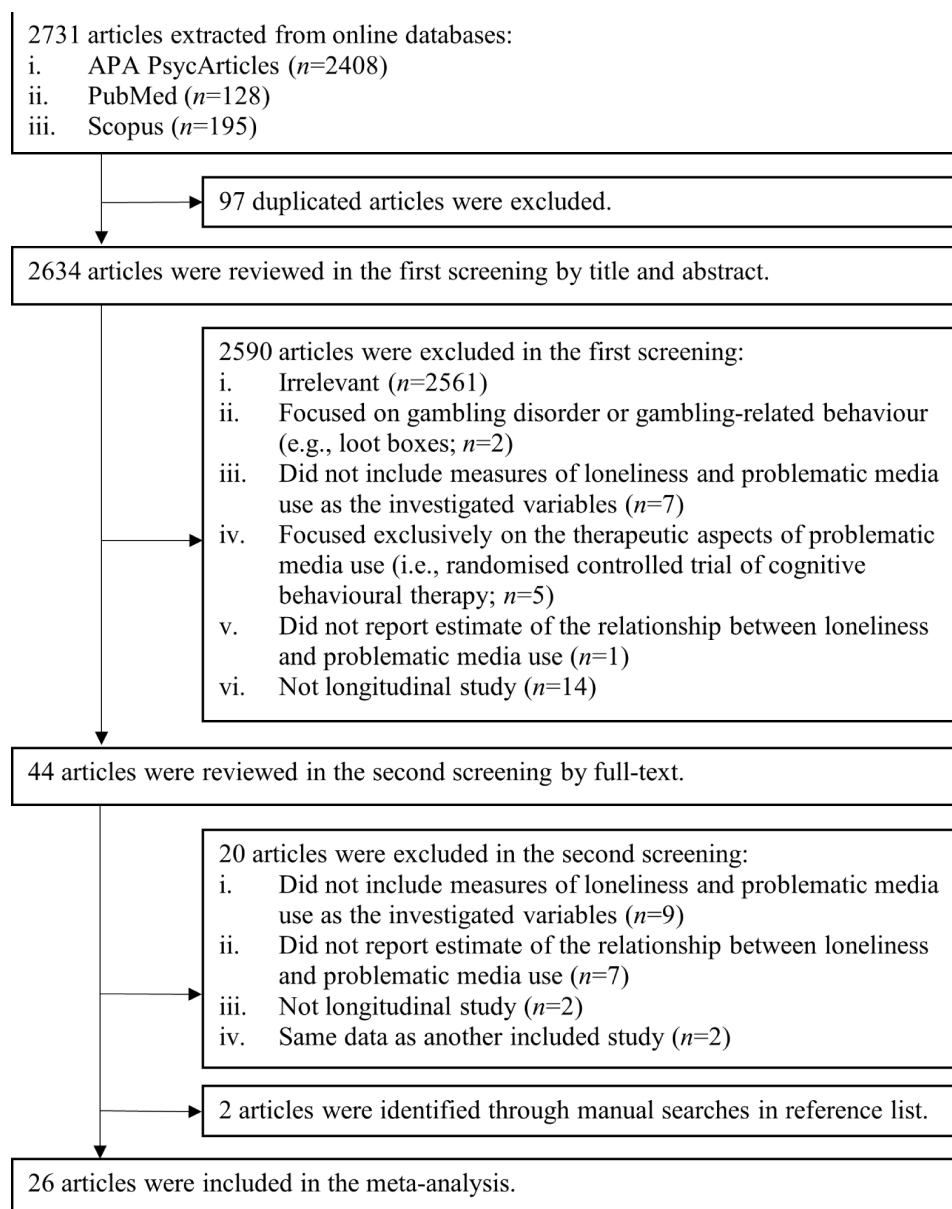 2731 articles extracted from online databases:
i. APA PsycArticles (n=2408)
ii. PubMed (n=128)
iii. Scopus (n=195)
97 duplicated articles were excluded.
2634 articles were reviewed in the first screening by title and abstract.
2590 articles were excluded in the first screening:
i. Irrelevant (n=2561)
ii. Focused on gambling disorder or gambling-related behaviour
(e.g., loot boxes; n=2)
iii. Did not include measures of loneliness and problematic media
use as the investigated variables (n=7)
iv. Focused exclusively on the therapeutic aspects of problematic
media use (i.e., randomised controlled trial of cognitive
behavioural therapy; n=5)
v. Did not report estimate of the relationship between loneliness
and problematic media use (n=1)
vi. Not longitudinal study (n=14)
44 articles were reviewed in the second screening by full-text.
20 articles were excluded in the second screening:
i. Did not include measures of loneliness and problematic media
use as the investigated variables (n=9)
ii. Did not report estimate of the relationship between loneliness
and problematic media use (n=7)
iii. Not longitudinal study (n=2)
iv. Same data as another included study (n=2)
2 articles were identified through manual searches in reference list.
26 articles were included in the meta-analysis.